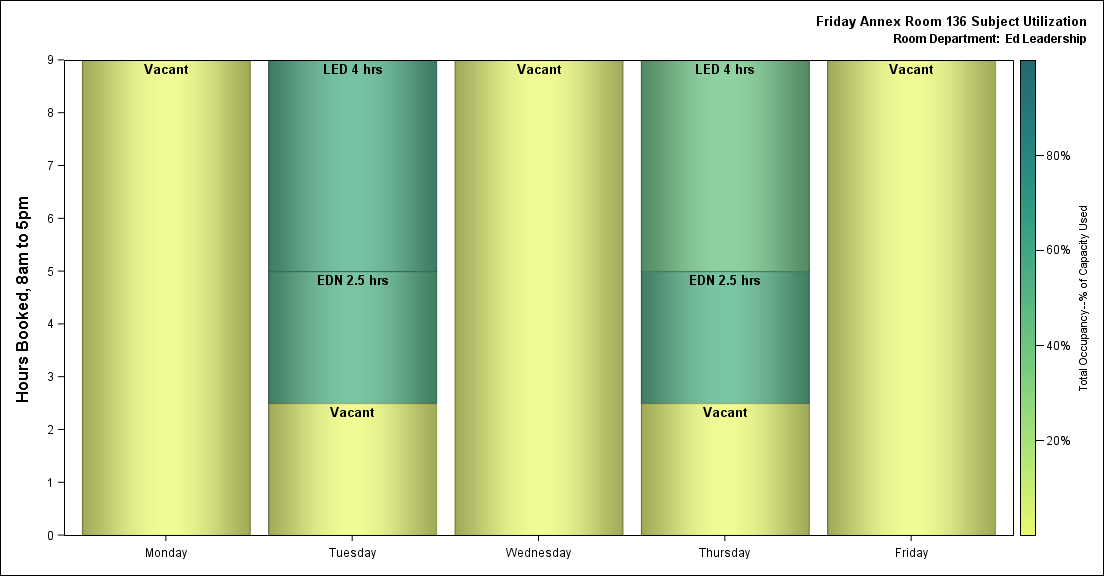 Friday Annex Room 136 Subject Utilization
Room Department: Ed Leadership
Hours Booked, 8am to 5pm
9
8
7
6
5
4
3
2
1
0
Vacant
LED 4 hrs
Vacant
LED 4 hrs
Vacant
EDN 2.5 hrs
EDN 2.5 hrs
Vacant
Vacant
Monday
Tuesday
Wednesday
Thursday
Friday
80%
60%
40%
20%
Total Occupancy--% of Capacity Used